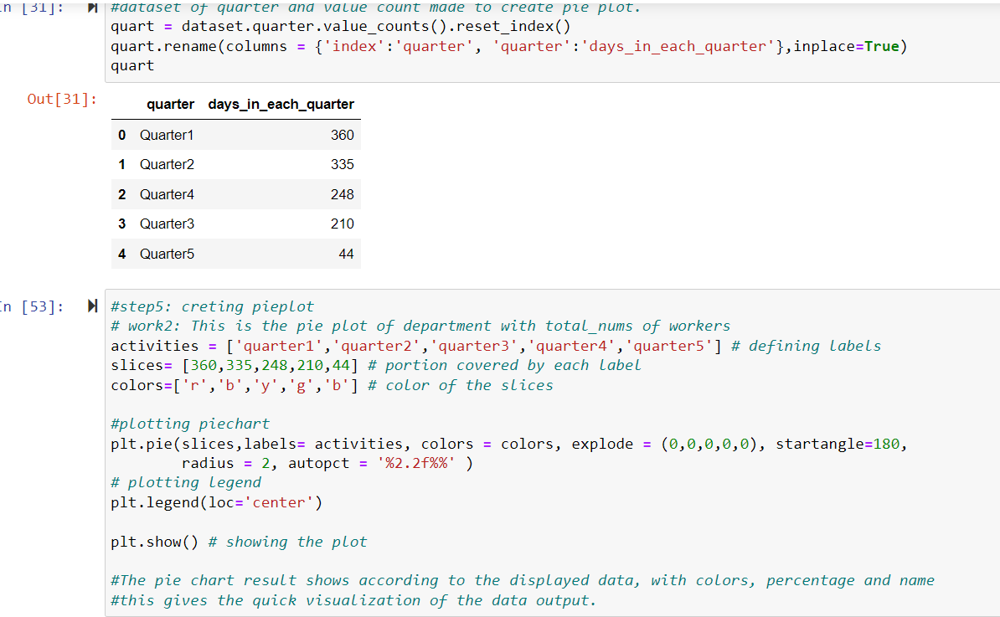 In [31]: #dataset of quarter and value count made to create pie plot.
quart = dataset.quarter.value_counts().reset_index()
quart.rename(columns = {'index':'quarter', 'quarter':'days_in_each_quarter'},inplace=True)
quart
Out[31]:
quarter days_in_each_quarter
0 Quarter1 360
1 Quarter2 335
2 Quarter4 248
3 Quarter3 210
4 Quarter5 44
In [53]: #step5: creting pieplot
# work2: This is the pie plot of department with total_nums of workers
activities = ['quarter1','quarter2','quarter3','quarter4','quarter5'] # defining labels
slices= [360,335,248,210,44] # portion covered by each label
colors=['r','b','y','g','b'] # color of the slices
#plotting piechart
plt.pie(slices,labels= activities, colors = colors, explode = (0,0,0,0,0), startangle=180,
radius = 2, autopct = '%2.2f%%' )
# plotting legend
plt.legend(loc='center')
plt.show() # showing the plot
#The pie chart result shows according to the displayed data, with colors, percentage and name
#this gives the quick visualization of the data output.